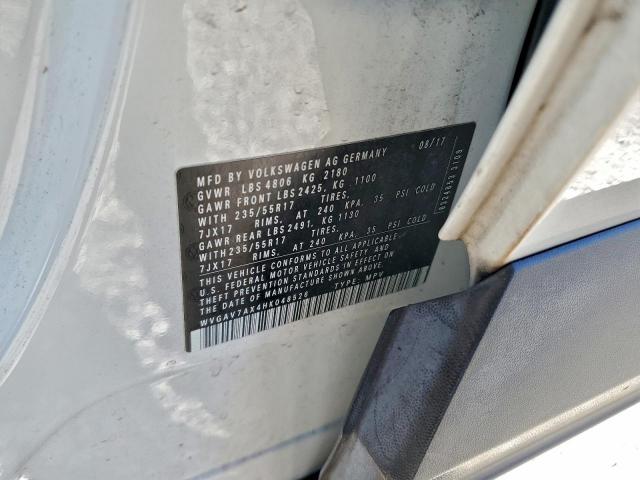 MFD BY VOLKSWAGEN AG GERMANY 08/17
GVWR LBS 4806 KG 2180
GAWR FRONT LBS 2425, KG 1100
WITH 235/55R17 TIRES,
7JX17 RIMS, AT 240 KPA, 35 PSI COLD
GAWR REAR LBS 2491, KG 1130
WITH 235/55R17 TIRES,
7JX17 RIMS, AT 240 KPA, 35 PSI COLD
THIS VEHICLE CONFORMS TO ALL APPLICABLE
U.S. FEDERAL MOTOR VEHICLE SAFETY AND
THEFT PREVENTION STANDARDS IN EFFECT ON
THE DATE OF MANUFACTURE SHOWN ABOVE.
WVGAV7AX4HK048526 TYPE: MPV